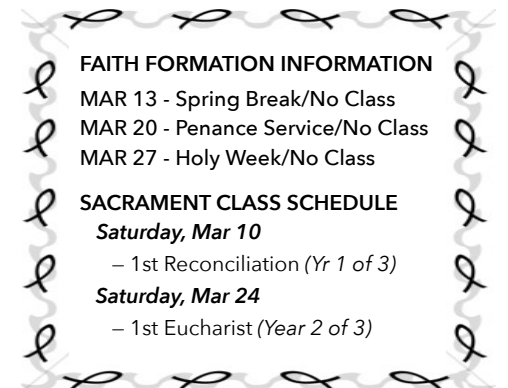 FAITH FORMATION INFORMATION
MAR 13 - Spring Break/No Class
MAR 20 - Penance Service/No Class
MAR 27 - Holy Week/No Class
SACRAMENT CLASS SCHEDULE
Saturday, Mar 10
– 1st Reconciliation (Yr 1 of 3)
Saturday, Mar 24
– 1st Eucharist (Year 2 of 3)